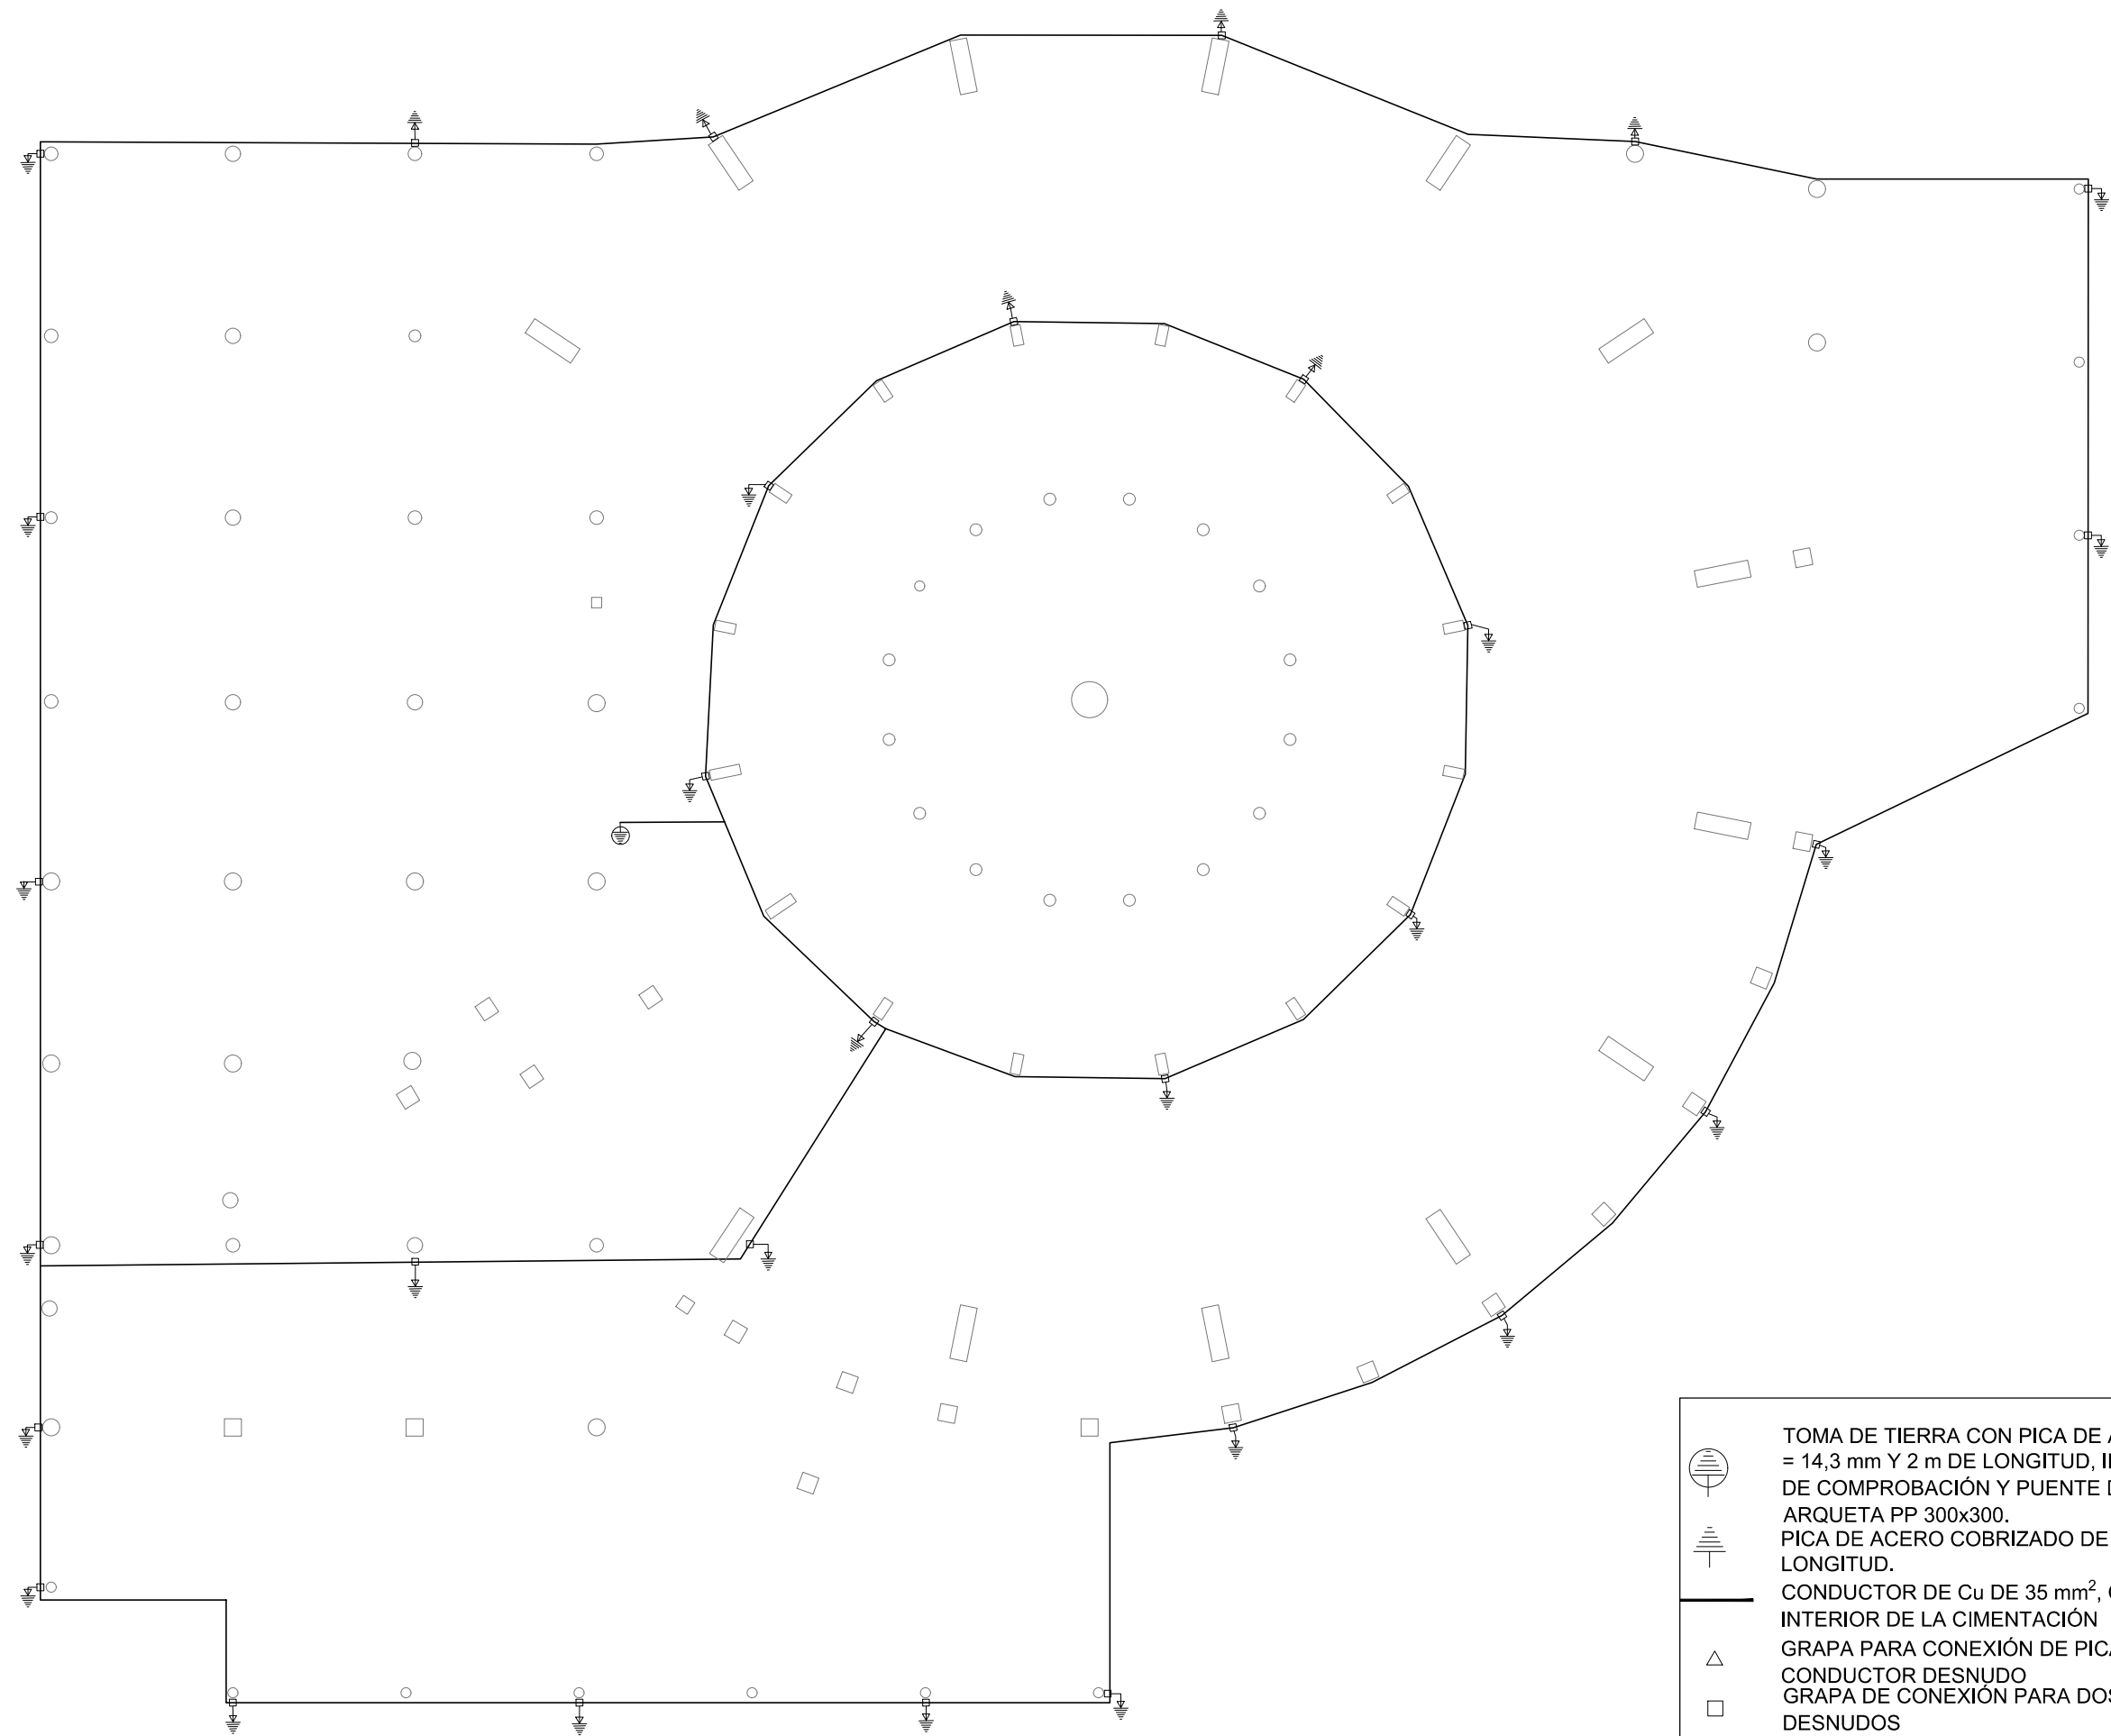 TOMA DE TIERRA CON PICA DE
= 14,3 mm Y 2 m DE LONGITUD,
DE COMPROBACIÓN Y PUENTE
ARQUETA PP 300x300.
PICA DE ACERO COBRIZADO DE
LONGITUD.
CONDUCTOR DE Cu DE 35 mm²,
INTERIOR DE LA CIMENTACIÓN
GRAPA PARA CONEXIÓN DE
CONDUCTOR DESNUDO
GRAPA DE CONEXIÓN PARA DOS
DESNUDOS